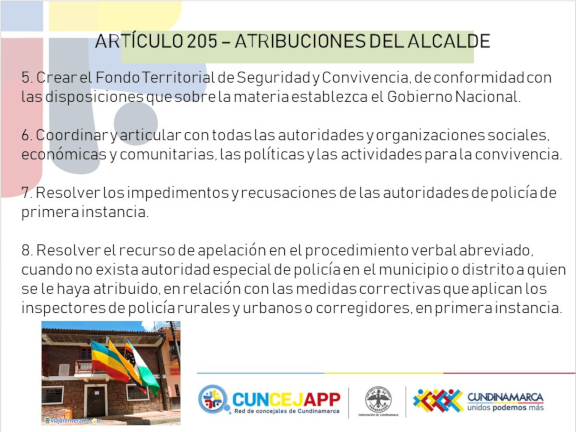 ARTÍCULO 205 – ATRIBUCIONES DEL ALCALDE
5. Crear el Fondo Territorial de Seguridad y Convivencia, de conformidad con
las disposiciones que sobre la materia establezca el Gobierno Nacional.
6. Coordinar y articular con todas las autoridades y organizaciones sociales,
económicas y comunitarias, las políticas y las actividades para la convivencia.
7. Resolver los impedimentos y recusaciones de las autoridades de policía de
primera instancia.
8. Resolver el recurso de apelación en el procedimiento verbal abreviado,
cuando no exista autoridad especial de policía en el municipio o distrito a quien
se le haya atribuido, en relación con las medidas correctivas que aplican los
inspectores de policía rurales y urbanos o corregidores, en primera instancia.
CUNCEJAPP
Red de concejales de Cundinamarca
CUNDINAMARCA
unidos podemos más